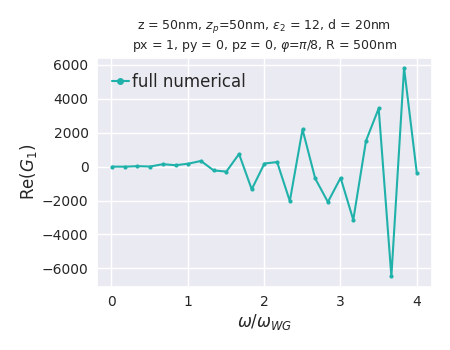 z = 50nm, z_p=50nm, ε_2 = 12, d = 20nm
px = 1, py = 0, pz = 0, φ=π/8, R = 500nm
full numerical
6000
4000
2000
0
−2000
−4000
−6000
Re(G_1)
0 1 2 3 4
ω/ω_WG